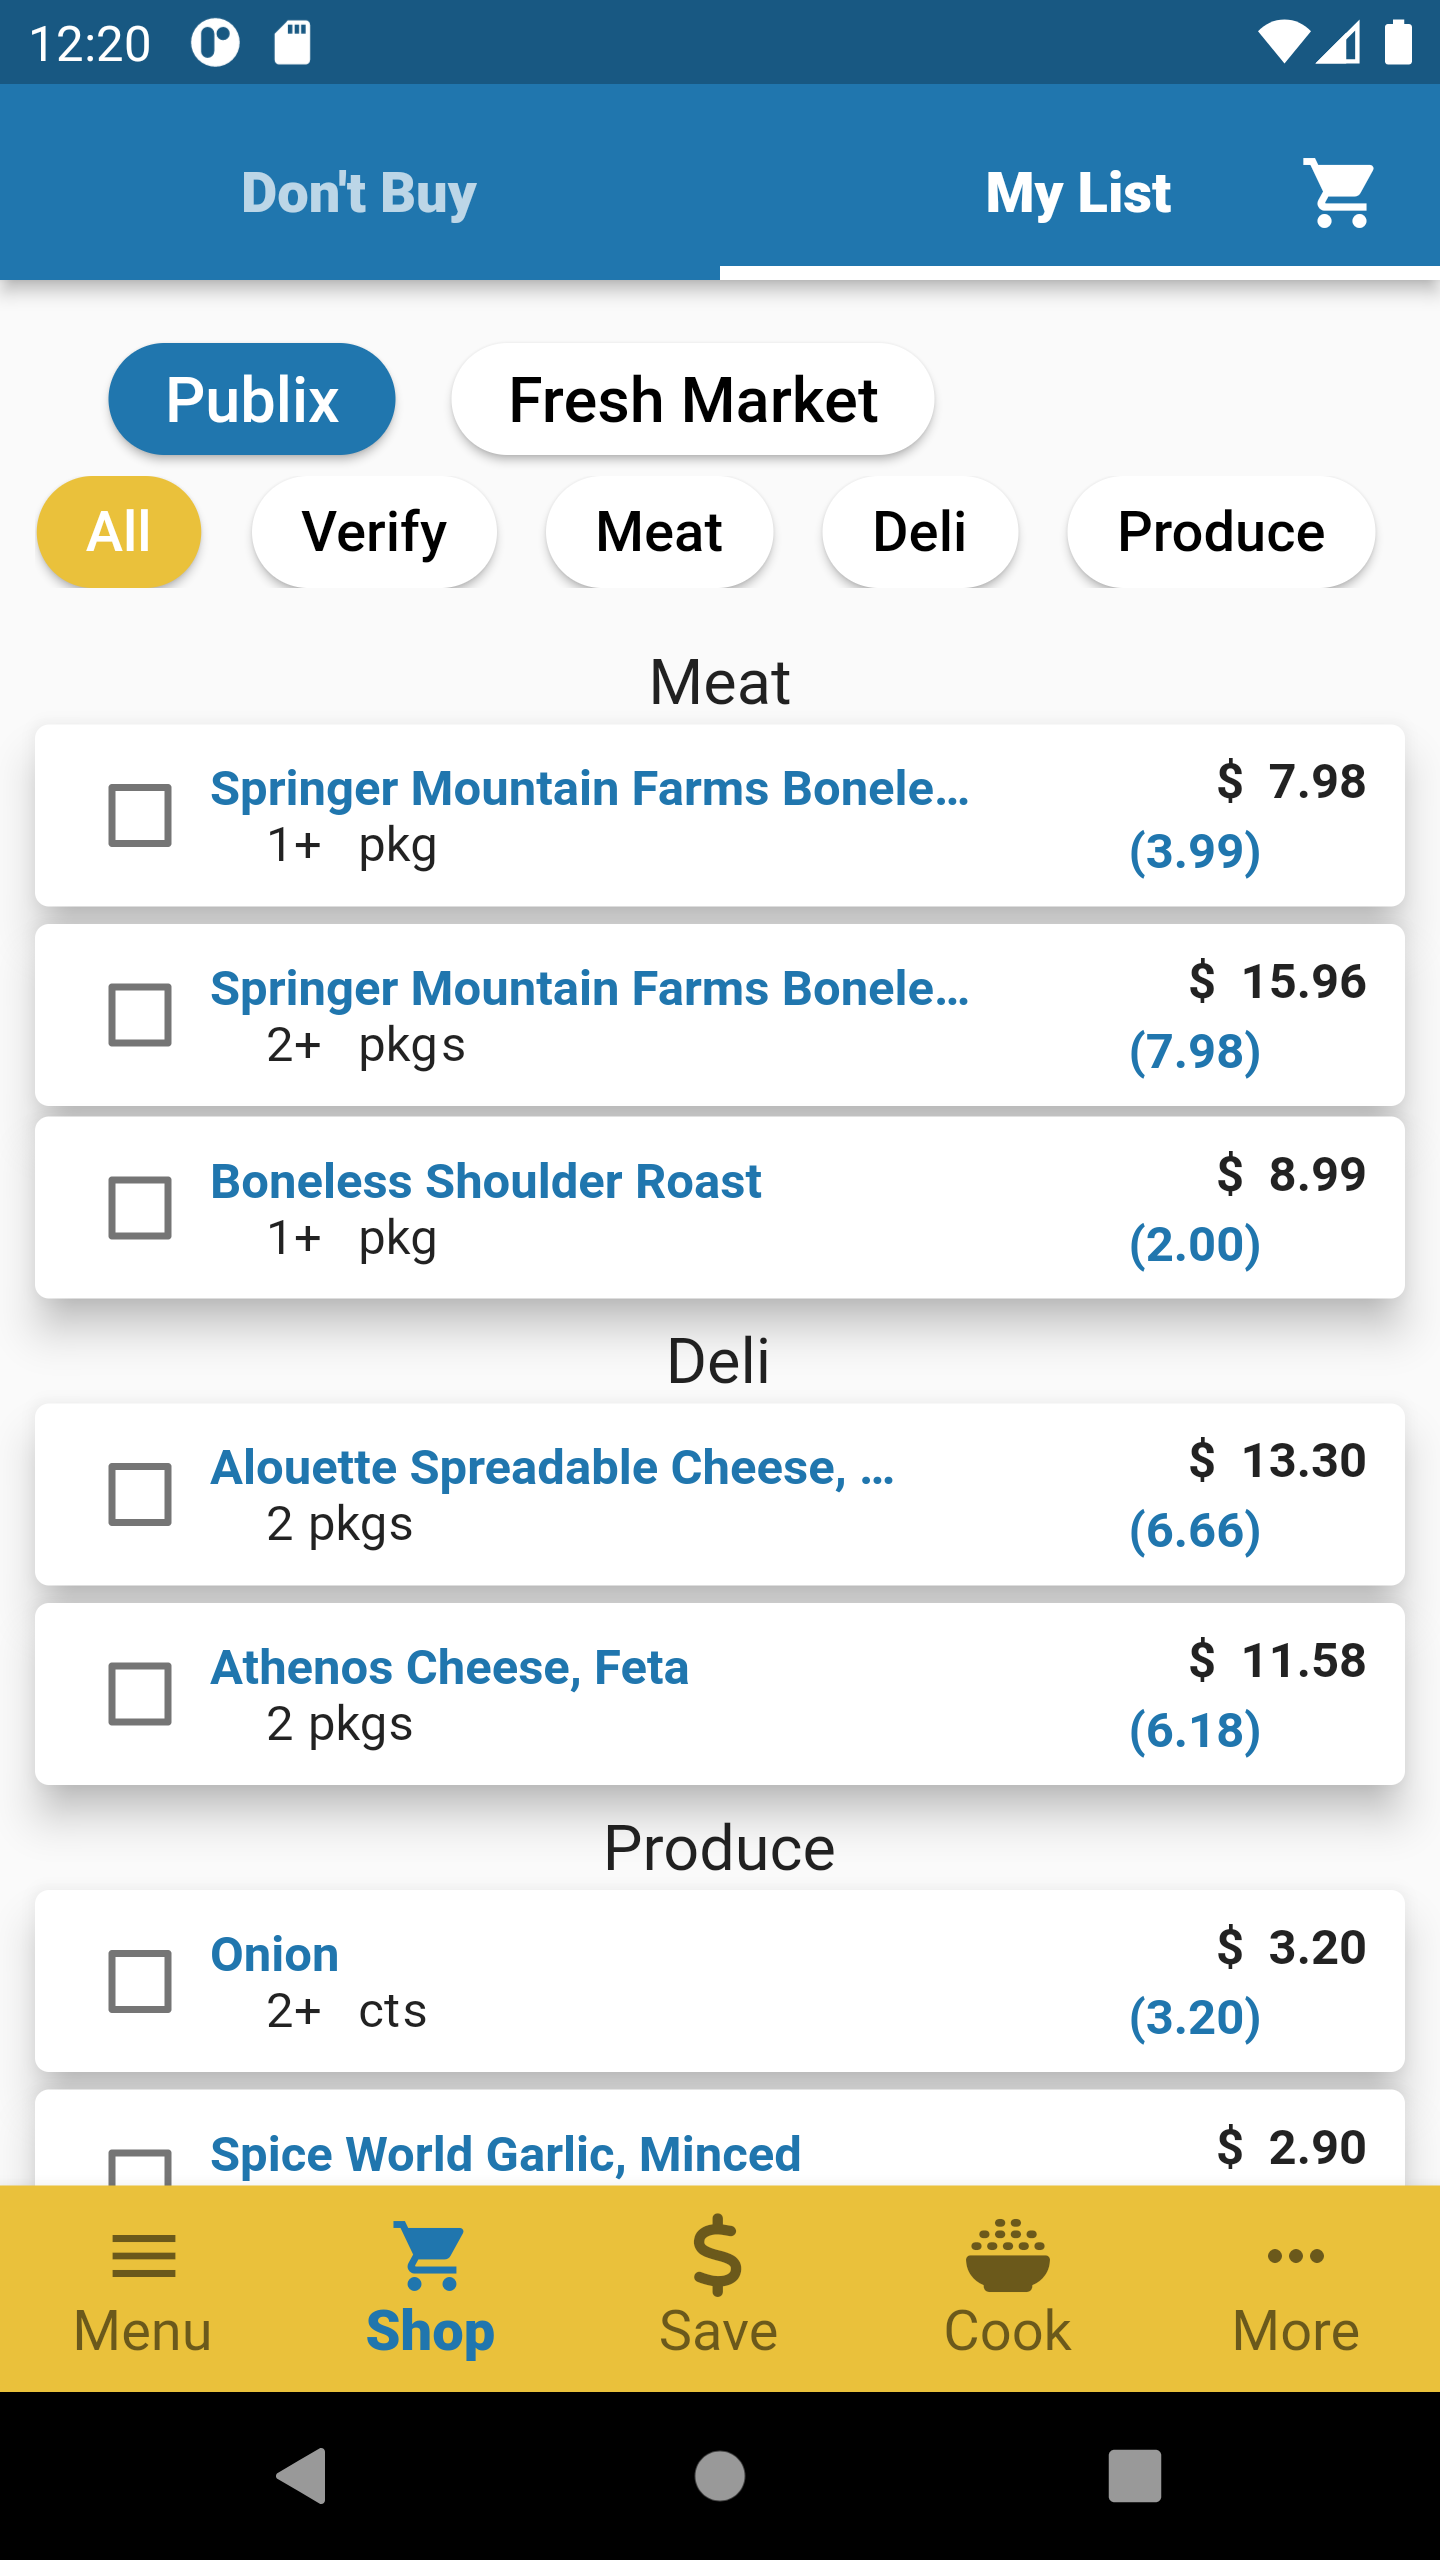 12:20
Don't Buy
My List
Publix
Fresh Market
All
Verify
Meat
Deli
Produce
Meat
Springer Mountain Farms Bonele...
$ 7.98
1+ pkg
(3.99)
Springer Mountain Farms Bonele...
$ 15.96
2+ pkgs
(7.98)
Boneless Shoulder Roast
$ 8.99
1+ pkg
(2.00)
Deli
Alouette Spreadable Cheese, ...
$ 13.30
2 pkgs
(6.66)
Athenos Cheese, Feta
$ 11.58
2 pkgs
(6.18)
Produce
Onion
$ 3.20
2+ cts
(3.20)
Spice World Garlic, Minced
$ 2.90
Menu
Shop
Save
Cook
More